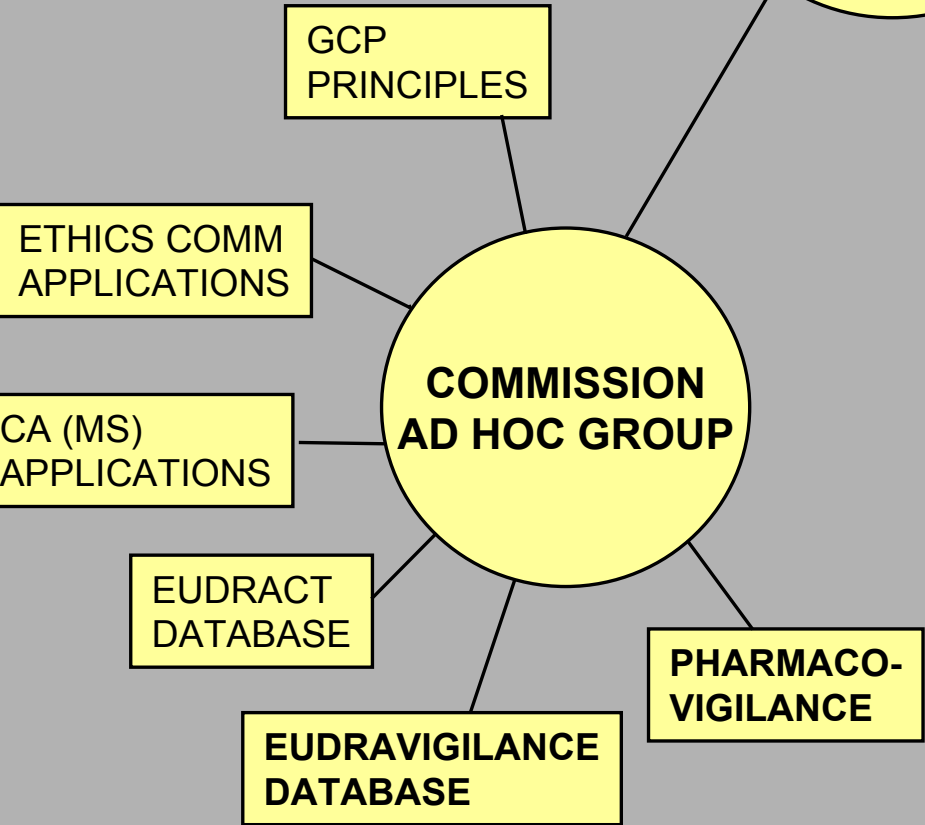 GCP
PRINCIPLES
ETHICS COMM
APPLICATIONS
COMMISSION
AD HOC GROUP
CA (MS)
APPLICATIONS
EUDRACT
DATABASE
PHARMACO-
VIGILANCE
EUDRAVIGILANCE
DATABASE